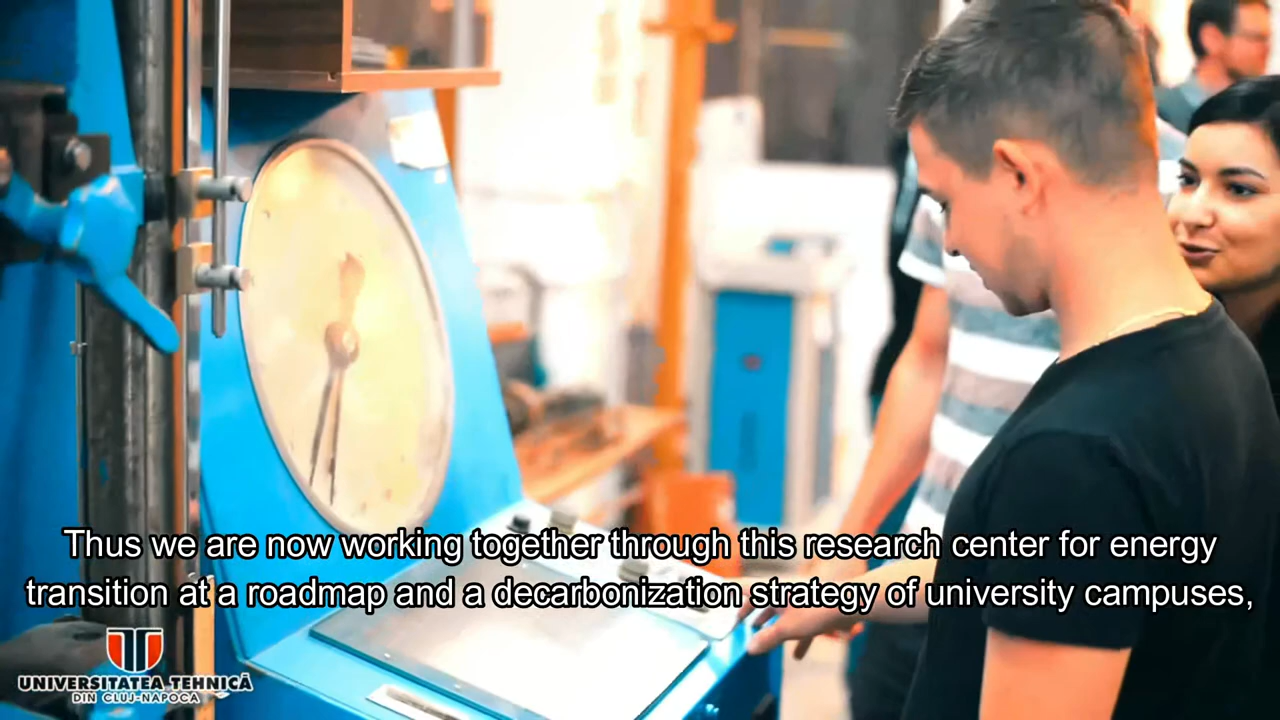 Thus we are now working together through this research center for energy
transition at a roadmap and a decarbonization strategy of university campuses,
UNIVERSITATEA TEHNICĂ
DIN CLUJ-NAPOCA